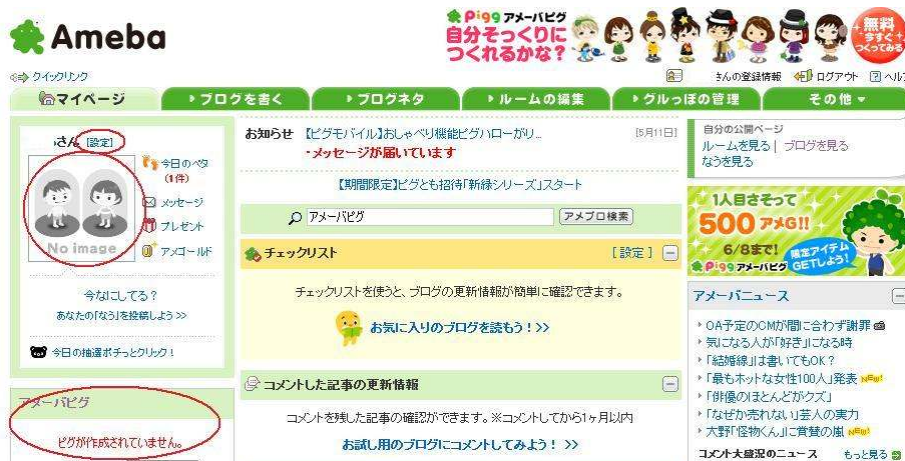 Ameba
Pigg アメーバピグ
自分そっくりに
つくれるかな?
無料
今すぐ
つくってみる
クイックリンク
さんの登録情報
ログアウト
ヘル
マイページ
ブログを書く
ブログネタ
ルームの編集
グルっぽの管理
その他
さん [設定]
今日のペタ
(1件)
メッセージ
プレゼント
アメゴールド
No image
今なにしてる?
あなたの「なう」を投稿しよう>>
今日の抽選ポチっとクリック!
アメーバピグ
ピグが作成されていません。
お知らせ 【ピグモバイル】おしゃべり機能ピグハローがリ... [5月11日]
・メッセージが届いています
【期間限定】ピグとも招待「新緑シリーズ」スタート
アメーバピグ
アメブロ検索
チェックリスト [設定]
チェックリストを使うと、ブログの更新情報が簡単に確認できます。
お気に入りのブログを読もう!>>
コメントした記事の更新情報
コメントを残した記事の確認ができます。※コメントしてから1ヶ月以内
お試し用のブログにコメントしてみよう! >>
自分の公開ページ
ルームを見る | ブログを見る
なうを見る
1人目さそって
500 アメG!!
6/8まで!
限定アイテム
GETしよう!
Pigg アメーバピグ
アメーバニュース
OA予定のCMが間に合わず謝罪
気になる人が「好き」になる時
「結婚線」は書いてもOK?
「最もホットな女性100人」発表 NEW!
「俳優のほとんどがクズ」
「なぜか売れない」芸人の実力
大野「怪物くん」に賞賛の嵐 NEW!
コメント大盛況のニュース もっと見る